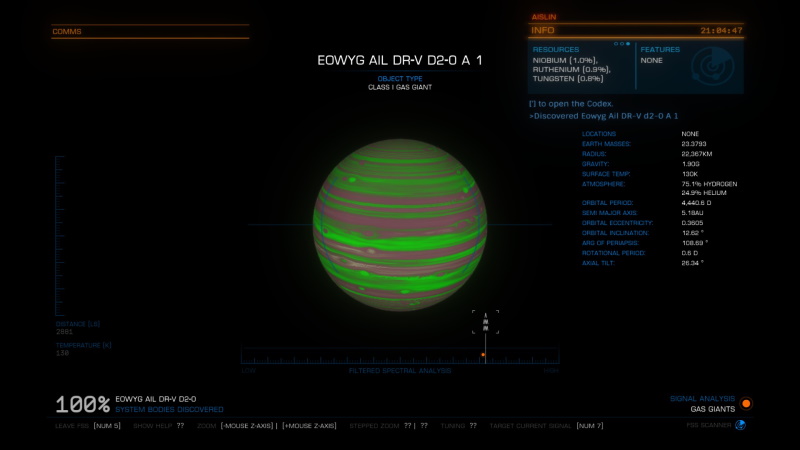 COMMS
AISLIN
INFO 21:04:47
RESOURCES
NIOBIUM (1.0%),
RUTHENIUM (0.9%),
TUNGSTEN (0.8%)
FEATURES
NONE
['] to open the Codex.
>Discovered Eowyg Ail DR-V d2-0 A 1
EOWYG AIL DR-V D2-0 A 1
OBJECT TYPE
CLASS I GAS GIANT
LOCATIONS NONE
EARTH MASSES: 23.3793
RADIUS: 22,367KM
GRAVITY: 1.90G
SURFACE TEMP: 130K
ATMOSPHERE: 75.1% HYDROGEN
24.9% HELIUM
ORBITAL PERIOD: 4,440.6 D
SEMI MAJOR AXIS: 5.18AU
ORBITAL ECCENTRICITY: 0.3605
ORBITAL INCLINATION: 12.62 °
ARG OF PERIAPSIS: 108.69 °
ROTATIONAL PERIOD: 0.6 D
AXIAL TILT: 26.34 °
DISTANCE [LS]
TEMPERATURE [K]
130
FILTERED SPECTRAL ANALYSIS
100% EOWYG AIL DR-V D2-0
SYSTEM BODIES DISCOVERED
SIGNAL ANALYSIS
GAS GIANTS
LEAVE FSS [NUM 5] SHOW HELP ?? ZOOM [-MOUSE Z-AXIS] | [+MOUSE Z-AXIS] STEPPED ZOOM ?? | ?? TUNING ?? TARGET CURRENT SIGNAL [NUM 7] FSS SCANNER